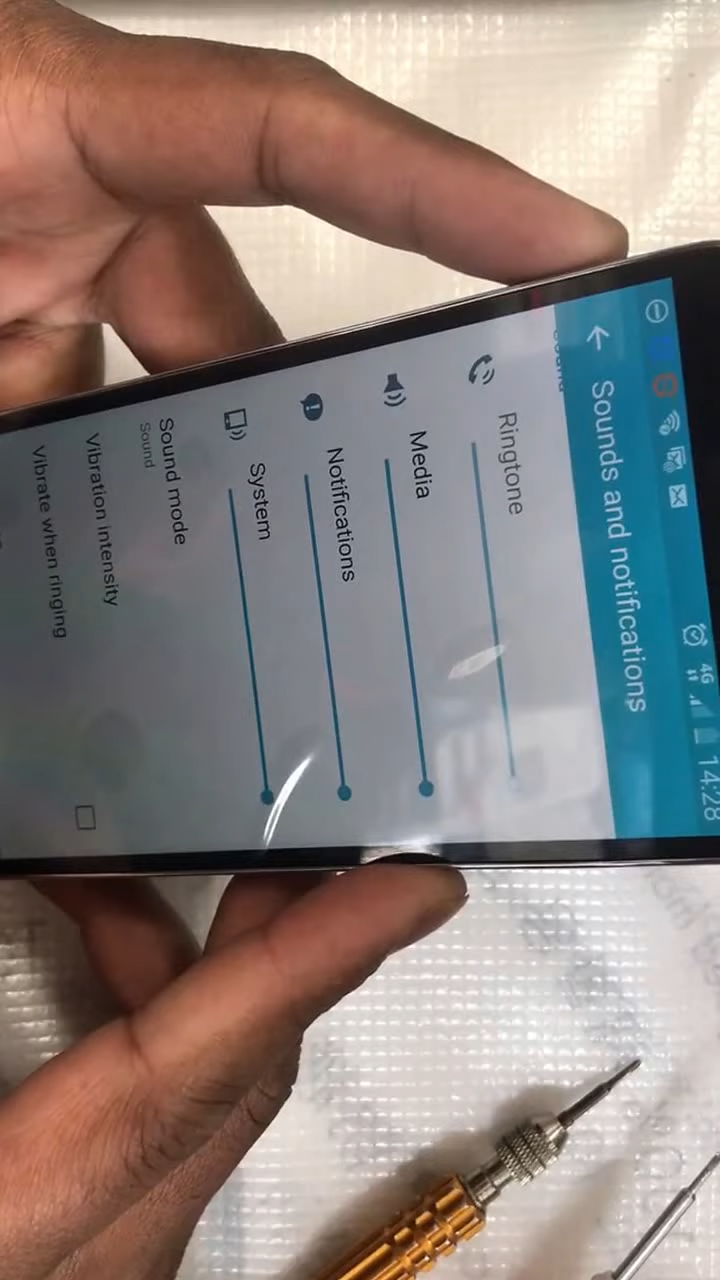 4G 14:28
Sounds and notifications
Ringtone
Media
Notifications
System
Sound mode
Sound
Vibration intensity
Vibrate when ringing